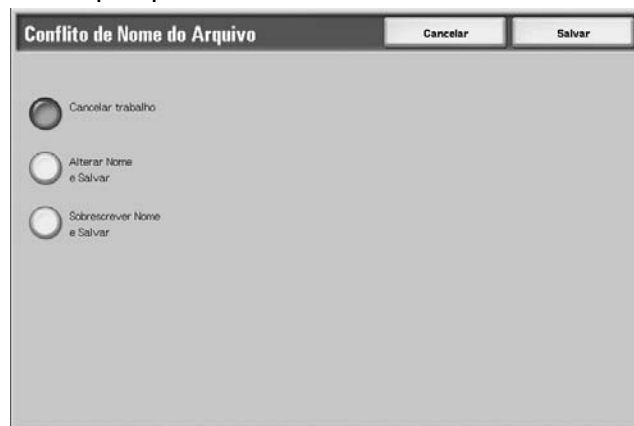 Conflito de Nome do Arquivo
Cancelar
Salvar
Cancelar trabalho
Alterar Nome
e Salvar
Sobrescrever Nome
e Salvar